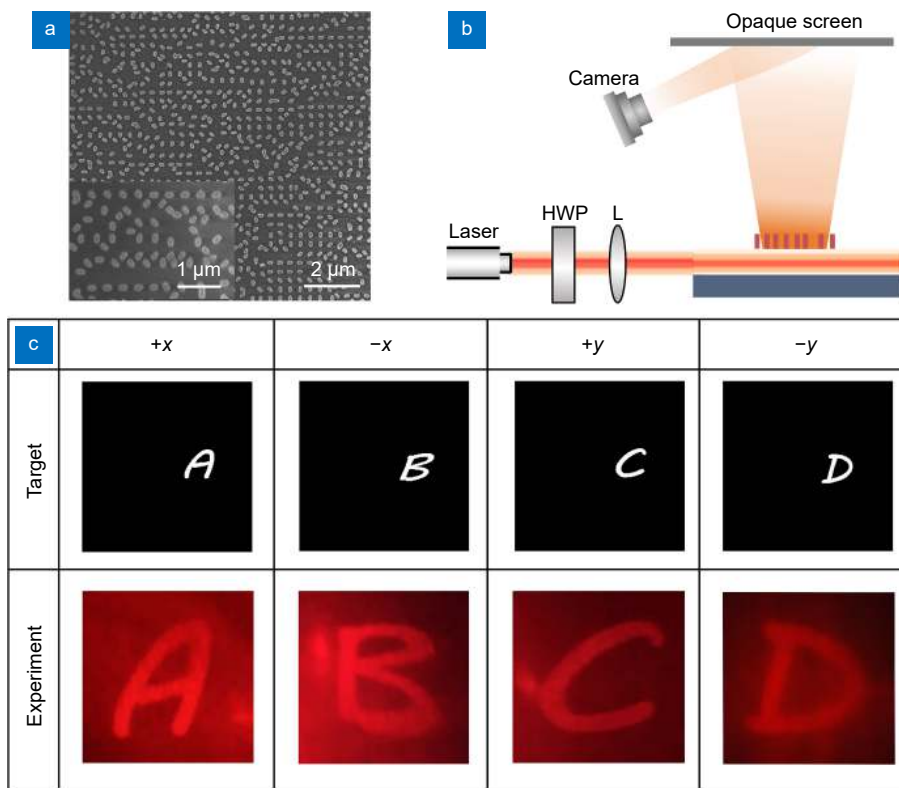 a
1 μm
2 μm
b
Opaque screen
Camera
Laser
HWP
L
c
+x
−x
+y
−y
Target
A
B
C
D
Experiment
A
B
C
D